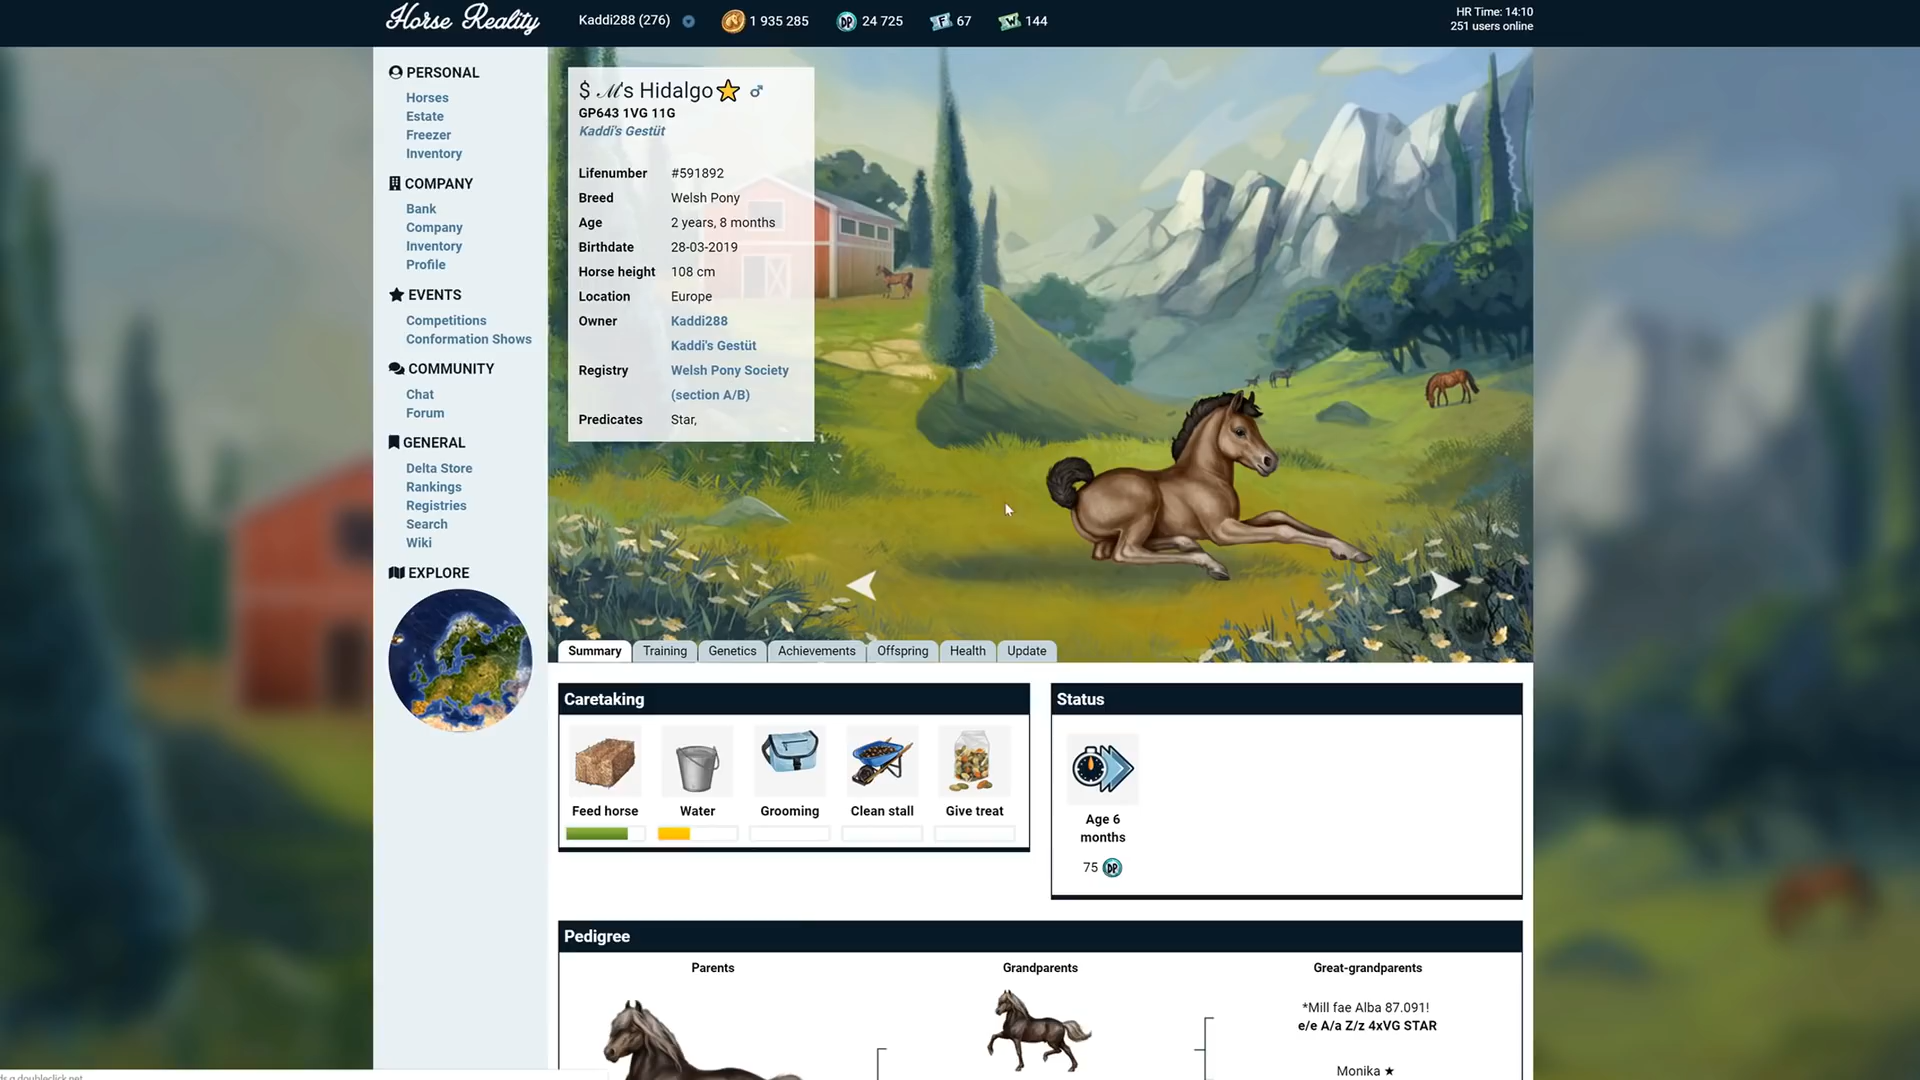 Horse Reality
Kaddi288 (276) 1 935 285 24 725 67 144
HR Time: 14:10
251 users online
PERSONAL
Horses
Estate
Freezer
Inventory
COMPANY
Bank
Company
Inventory
Profile
EVENTS
Competitions
Conformation Shows
COMMUNITY
Chat
Forum
GENERAL
Delta Store
Rankings
Registries
Search
Wiki
EXPLORE
$ ℳ's Hidalgo⭐ ♂
GP643 1VG 11G
Kaddi's Gestüt
Lifenumber #591892
Breed Welsh Pony
Age 2 years, 8 months
Birthdate 28-03-2019
Horse height 108 cm
Location Europe
Owner Kaddi288
Kaddi's Gestüt
Registry Welsh Pony Society
(section A/B)
Predicates Star,
Summary Training Genetics Achievements Offspring Health Update
Caretaking
Feed horse Water Grooming Clean stall Give treat
Status
Age 6
months
75 DP
Pedigree
Parents Grandparents Great-grandparents
*Mill fae Alba 87.091!
e/e A/a Z/z 4xVG STAR
Monika ★